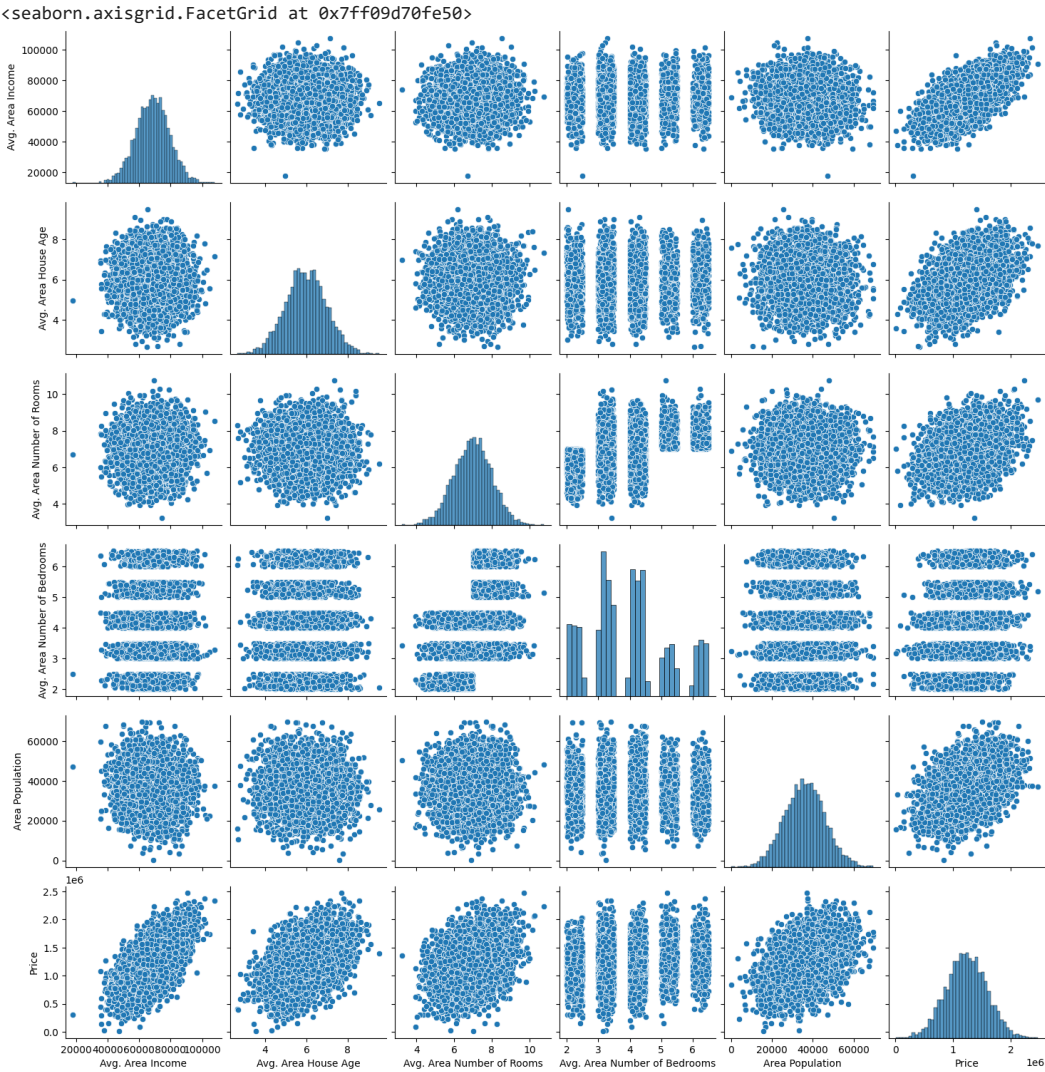 <seaborn.axisgrid.FacetGrid at 0x7ff09d70fe50>
100000
80000
60000
40000
20000
Avg. Area Income
8
6
4
Avg. Area House Age
10
8
6
4
Avg. Area Number of Rooms
6
5
4
3
2
Avg. Area Number of Bedrooms
60000
40000
20000
0
Area Population
1e6
2.5
2.0
1.5
1.0
0.5
0.0
Price
20000 40000 60000 80000 100000
4 6 8
4 6 8 10
2 3 4 5 6
0 20000 40000 60000
0 1 2
1e6
Avg. Area Income
Avg. Area House Age
Avg. Area Number of Rooms
Avg. Area Number of Bedrooms
Area Population
Price